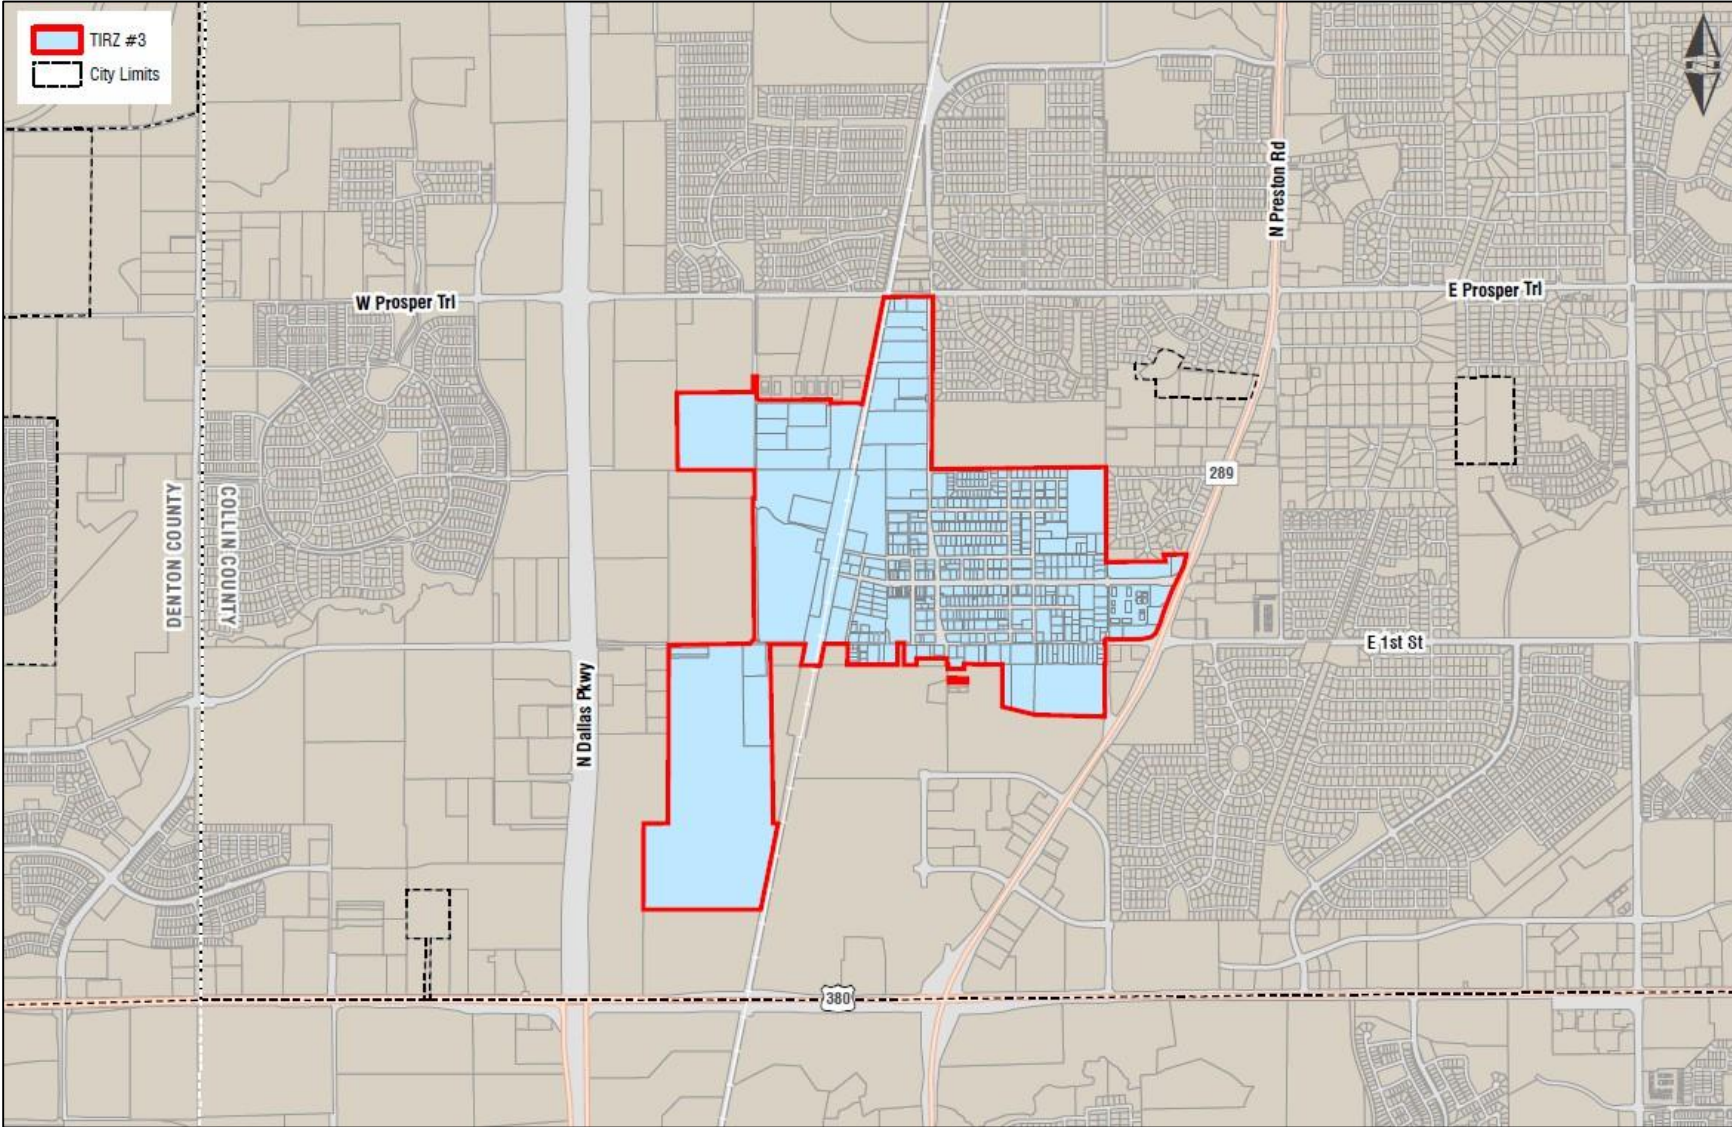 TIRZ #3
City Limits
N Preston Rd
W Prosper Trl
E Prosper Trl
289
DENTON COUNTY
COLLIN COUNTY
E 1st St
N Dallas Pkwy
380